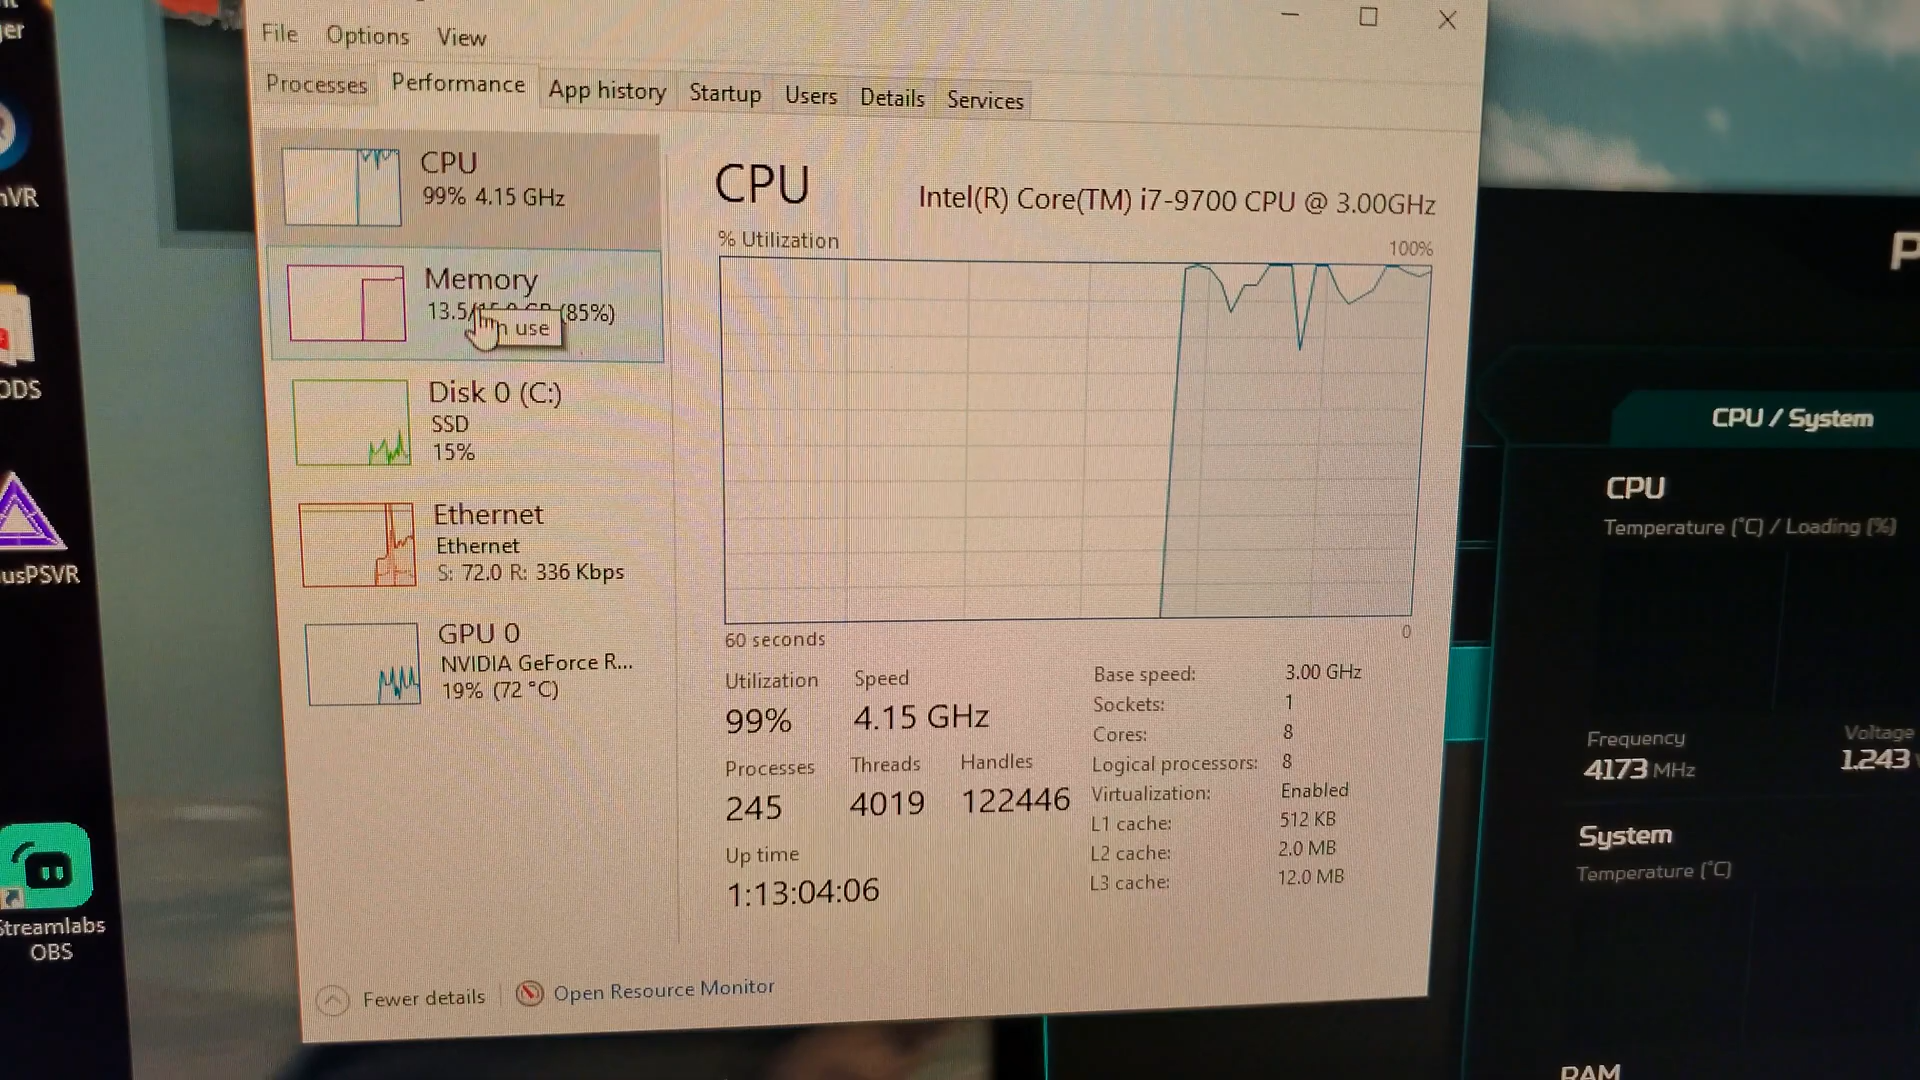 File Options View
Processes Performance App history Startup Users Details Services
CPU
99% 4.15 GHz
Memory
13.5/ (85%)
In use
Disk 0 (C:)
SSD
15%
Ethernet
Ethernet
S: 72.0 R: 336 Kbps
GPU 0
NVIDIA GeForce R...
19% (72 °C)
CPU
Intel(R) Core(TM) i7-9700 CPU @ 3.00GHz
% Utilization
100%
60 seconds
0
Utilization Speed
99% 4.15 GHz
Processes Threads Handles
245 4019 122446
Up time
1:13:04:06
Base speed: 3.00 GHz
Sockets: 1
Cores: 8
Logical processors: 8
Virtualization: Enabled
L1 cache: 512 KB
L2 cache: 2.0 MB
L3 cache: 12.0 MB
Fewer details
Open Resource Monitor
Streamlabs
OBS
CPU / System
CPU
Temperature (°C) / Loading (%)
Frequency Voltage
4173 MHz 1.243
System
Temperature (°C)
RAM